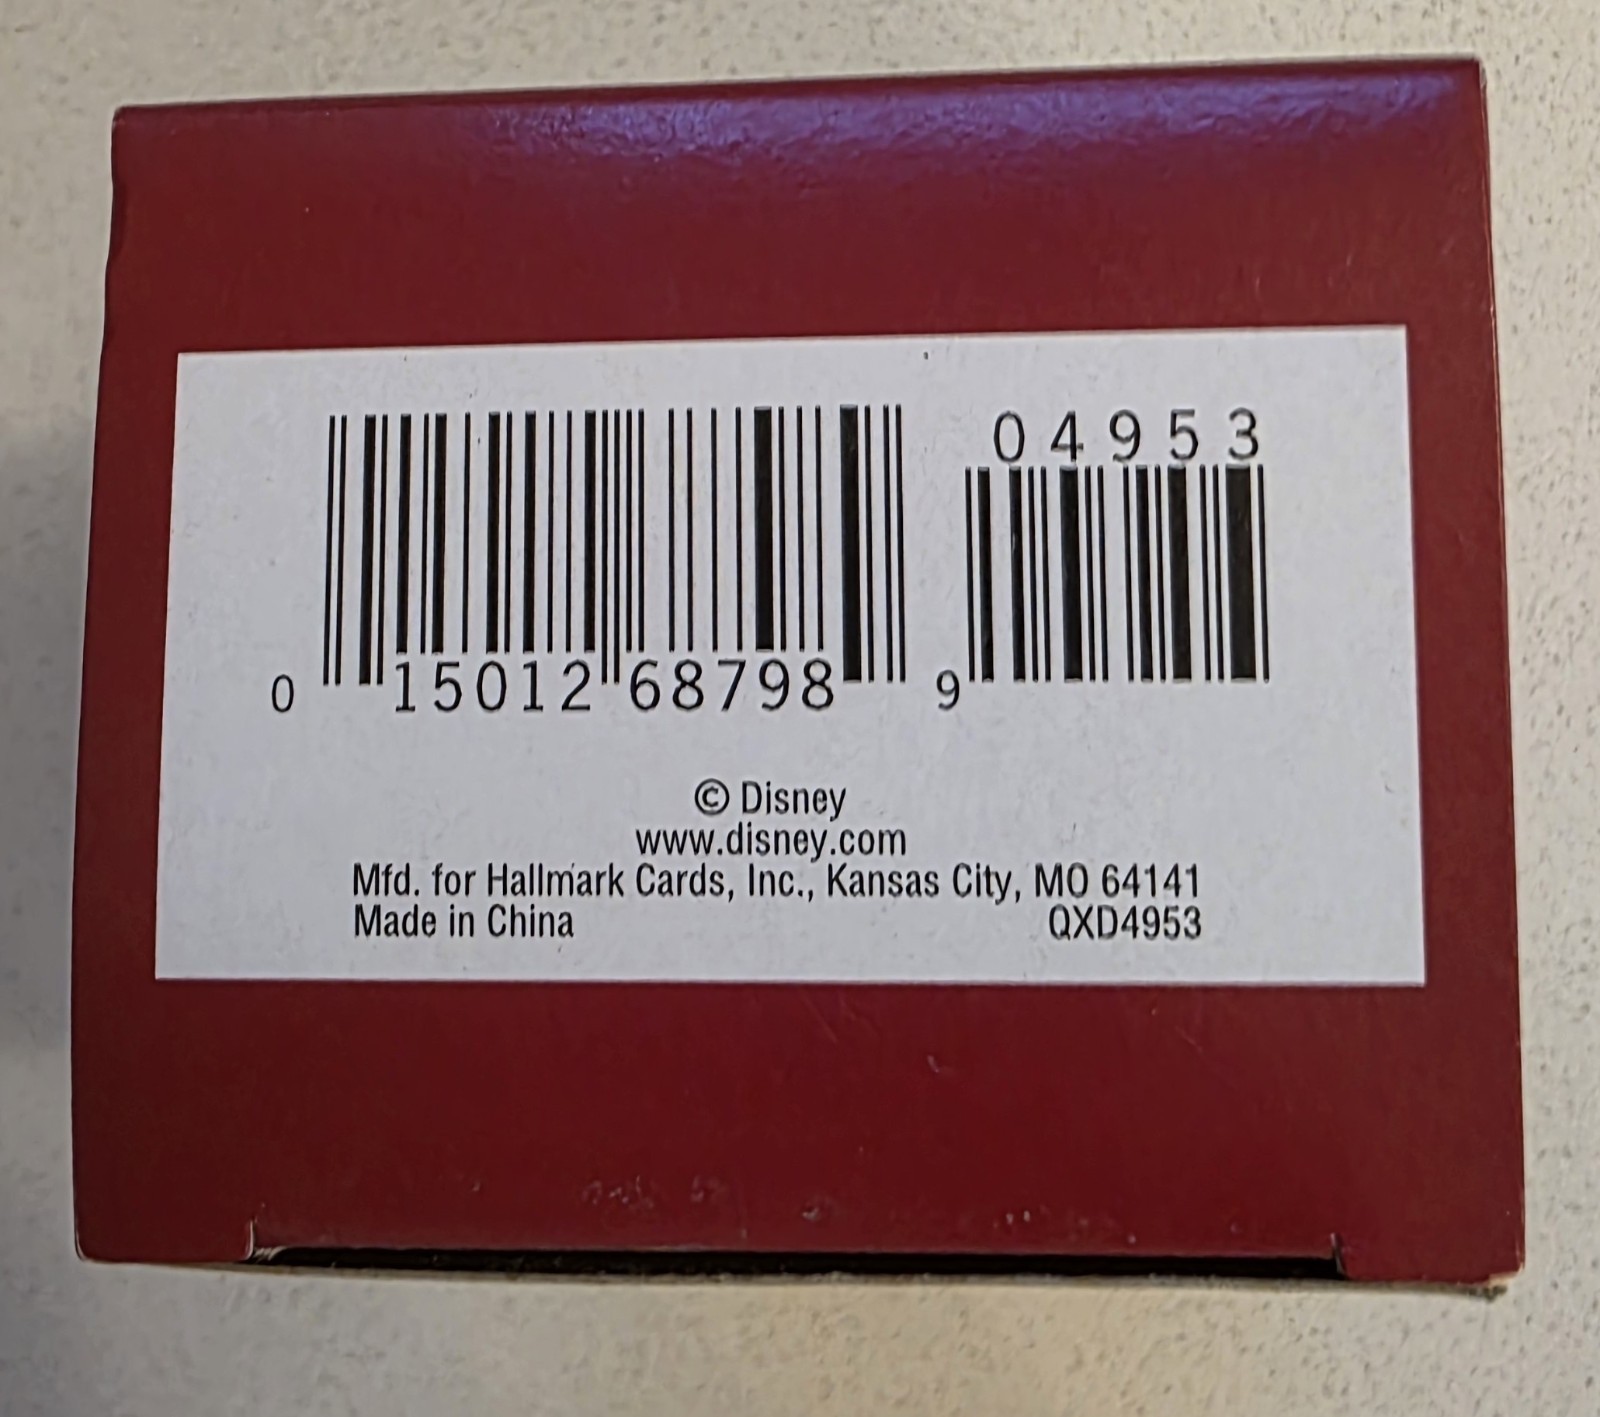 04953
0 15012 68798 9
© Disney
www.disney.com
Mfd. for Hallmark Cards, Inc., Kansas City, MO 64141
Made in China QXD4953